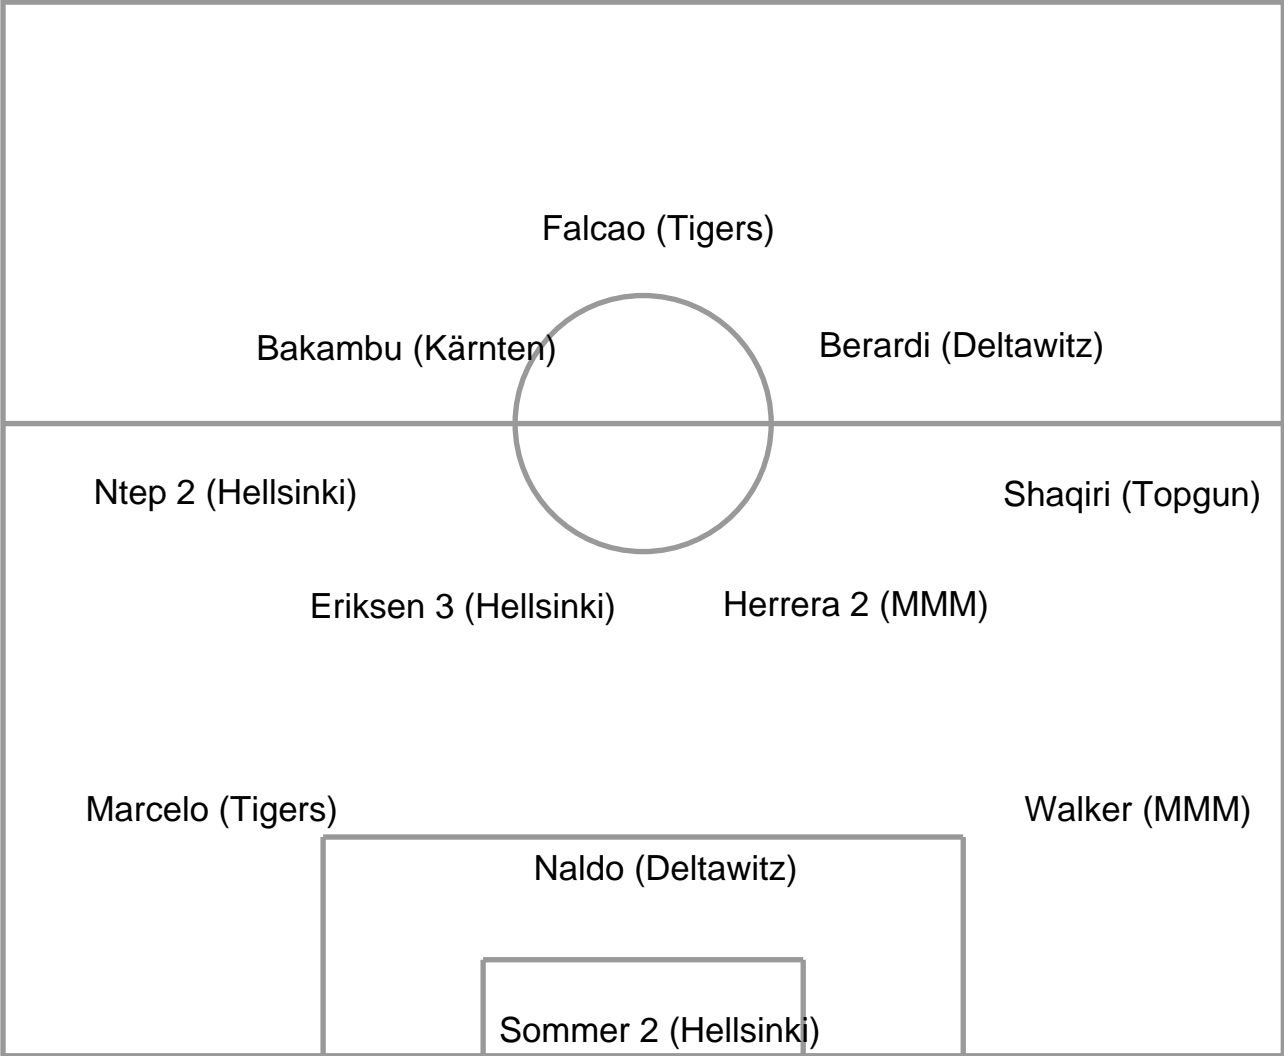 Falcao (Tigers)
Bakambu (Kärnten)
Berardi (Deltawitz)
Ntep 2 (Hellsinki)
Shaqiri (Topgun)
Eriksen 3 (Hellsinki)
Herrera 2 (MMM)
Marcelo (Tigers)
Walker (MMM)
Naldo (Deltawitz)
Sommer 2 (Hellsinki)